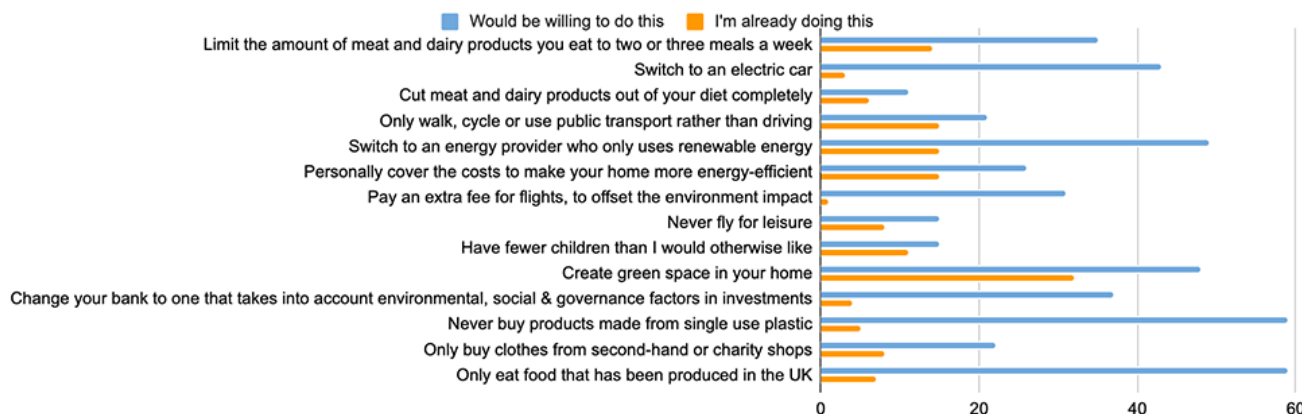 Would be willing to do this I'm already doing this
Limit the amount of meat and dairy products you eat to two or three meals a week
Switch to an electric car
Cut meat and dairy products out of your diet completely
Only walk, cycle or use public transport rather than driving
Switch to an energy provider who only uses renewable energy
Personally cover the costs to make your home more energy-efficient
Pay an extra fee for flights, to offset the environment impact
Never fly for leisure
Have fewer children than I would otherwise like
Create green space in your home
Change your bank to one that takes into account environmental, social & governance factors in investments
Never buy products made from single use plastic
Only buy clothes from second-hand or charity shops
Only eat food that has been produced in the UK
0 20 40 60